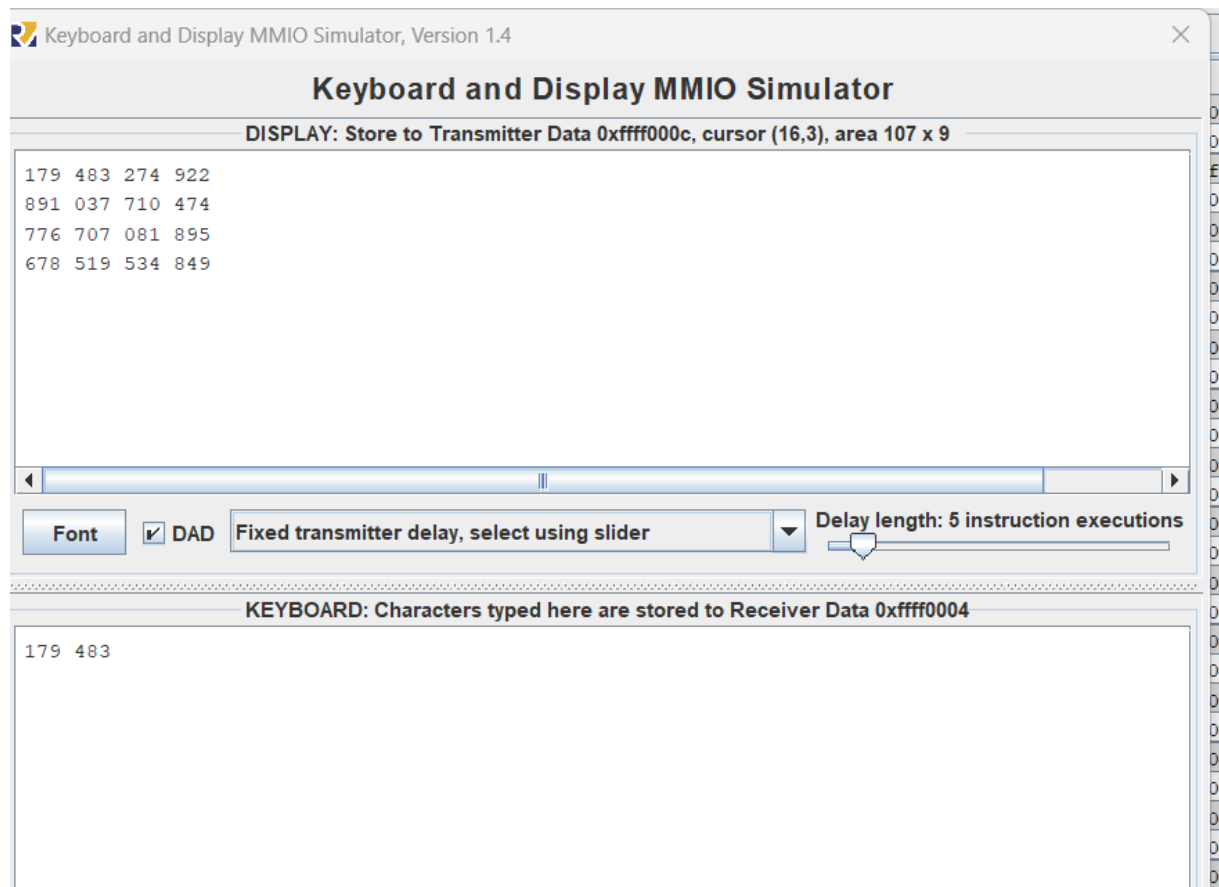 Keyboard and Display MMIO Simulator, Version 1.4
Keyboard and Display MMIO Simulator
DISPLAY: Store to Transmitter Data 0xffff000c, cursor (16,3), area 107 x 9
179 483 274 922
891 037 710 474
776 707 081 895
678 519 534 849
Font
DAD
Fixed transmitter delay, select using slider
Delay length: 5 instruction executions
KEYBOARD: Characters typed here are stored to Receiver Data 0xffff0004
179 483